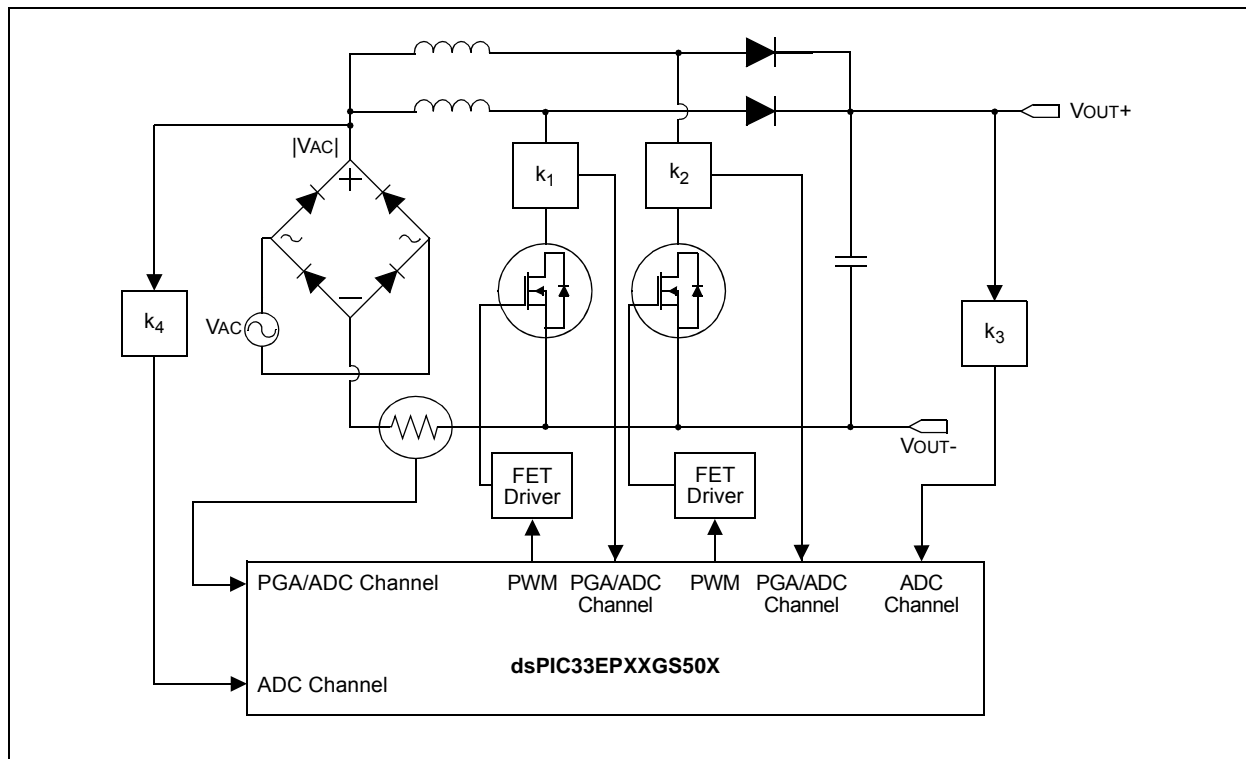 VOUT+
|VAC|
k1
k2
+
k4
VAC
k3
VOUT-
FET
Driver
FET
Driver
PGA/ADC Channel
PWM
PGA/ADC
Channel
PWM
PGA/ADC
Channel
ADC
Channel
dsPIC33EPXXGS50X
ADC Channel